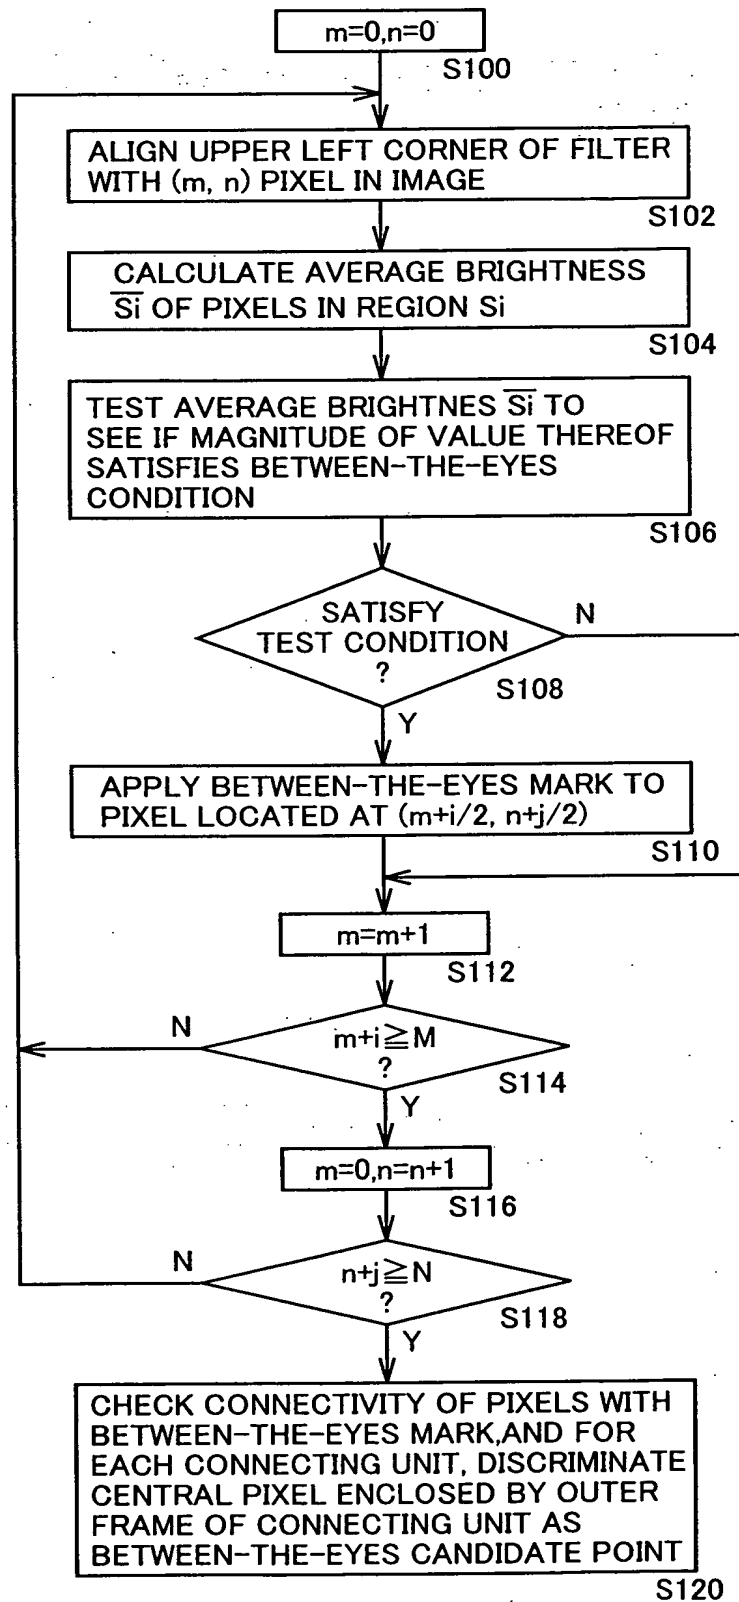 m=0,n=0
S100
ALIGN UPPER LEFT CORNER OF FILTER
WITH (m, n) PIXEL IN IMAGE
S102
CALCULATE AVERAGE BRIGHTNESS
S̅i̅ OF PIXELS IN REGION Si
S104
TEST AVERAGE BRIGHTNES S̅i̅ TO
SEE IF MAGNITUDE OF VALUE THEREOF
SATISFIES BETWEEN-THE-EYES
CONDITION
S106
SATISFY
TEST CONDITION
?
N
S108
Y
APPLY BETWEEN-THE-EYES MARK TO
PIXEL LOCATED AT (m+i/2, n+j/2)
S110
m=m+1
S112
N
m+i≧M
?
S114
Y
m=0,n=n+1
S116
N
n+j≧N
?
S118
Y
CHECK CONNECTIVITY OF PIXELS WITH
BETWEEN-THE-EYES MARK,AND FOR
EACH CONNECTING UNIT, DISCRIMINATE
CENTRAL PIXEL ENCLOSED BY OUTER
FRAME OF CONNECTING UNIT AS
BETWEEN-THE-EYES CANDIDATE POINT
S120